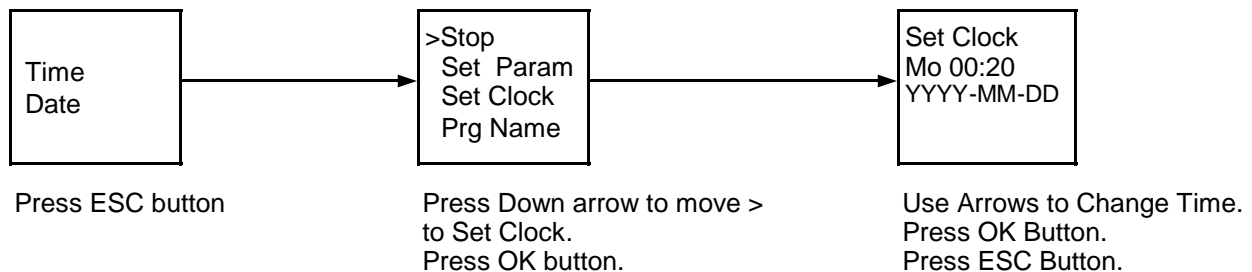 Time
Date
Press ESC button
>Stop
Set Param
Set Clock
Prg Name
Press Down arrow to move >
to Set Clock.
Press OK button.
Set Clock
Mo 00:20
YYYY-MM-DD
Use Arrows to Change Time.
Press OK Button.
Press ESC Button.